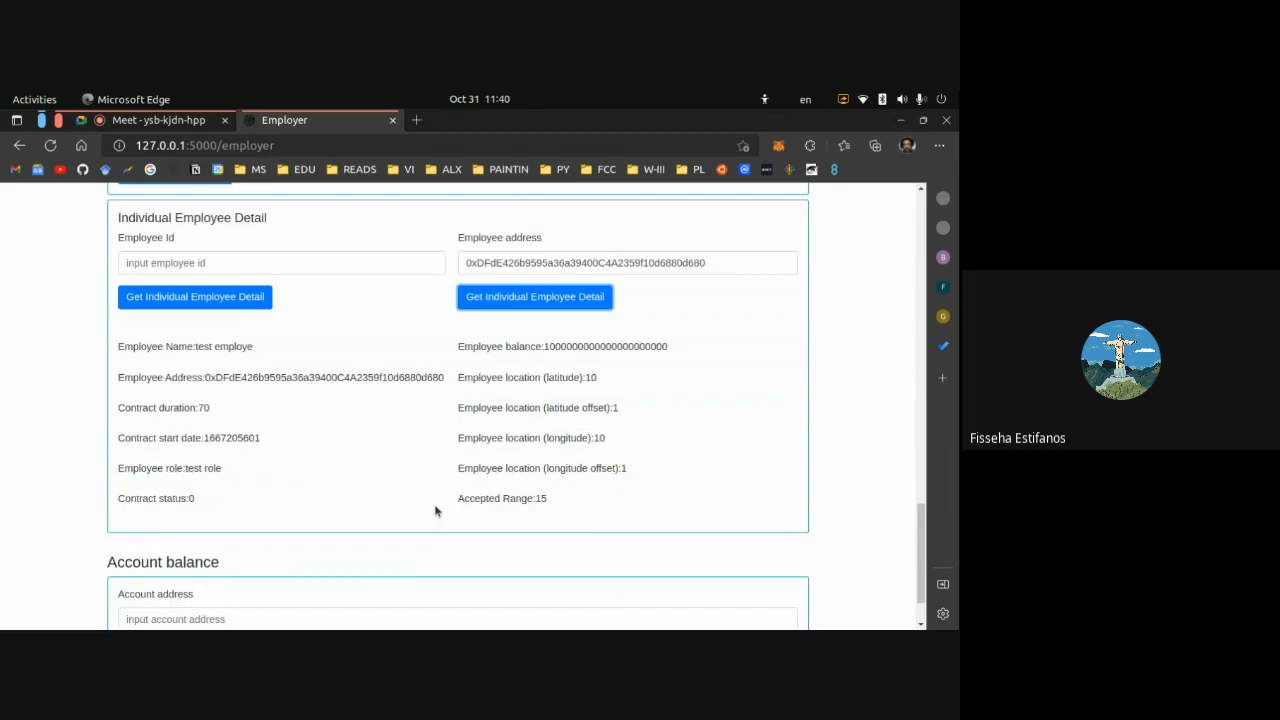 Activities
Microsoft Edge
Oct 31 11:40
en
Meet - ysb-kjdn-hpp
Employer
127.0.0.1:5000/employer
MS
EDU
READS
VI
ALX
PAINTIN
PY
FCC
W-III
PL
Individual Employee Detail
Employee Id
Employee address
input employee id
0xDFdE426b9595a36a39400C4A2359f10d6880d680
Get Individual Employee Detail
Get Individual Employee Detail
Employee Name:test employe
Employee balance:100000000000000000000
Employee Address:0xDFdE426b9595a36a39400C4A2359f10d6880d680
Employee location (latitude):10
Contract duration:70
Employee location (latitude offset):1
Contract start date:1667205601
Employee location (longitude):10
Employee role:test role
Employee location (longitude offset):1
Contract status:0
Accepted Range:15
Account balance
Account address
input account address
B
F
G
Fisseha Estifanos